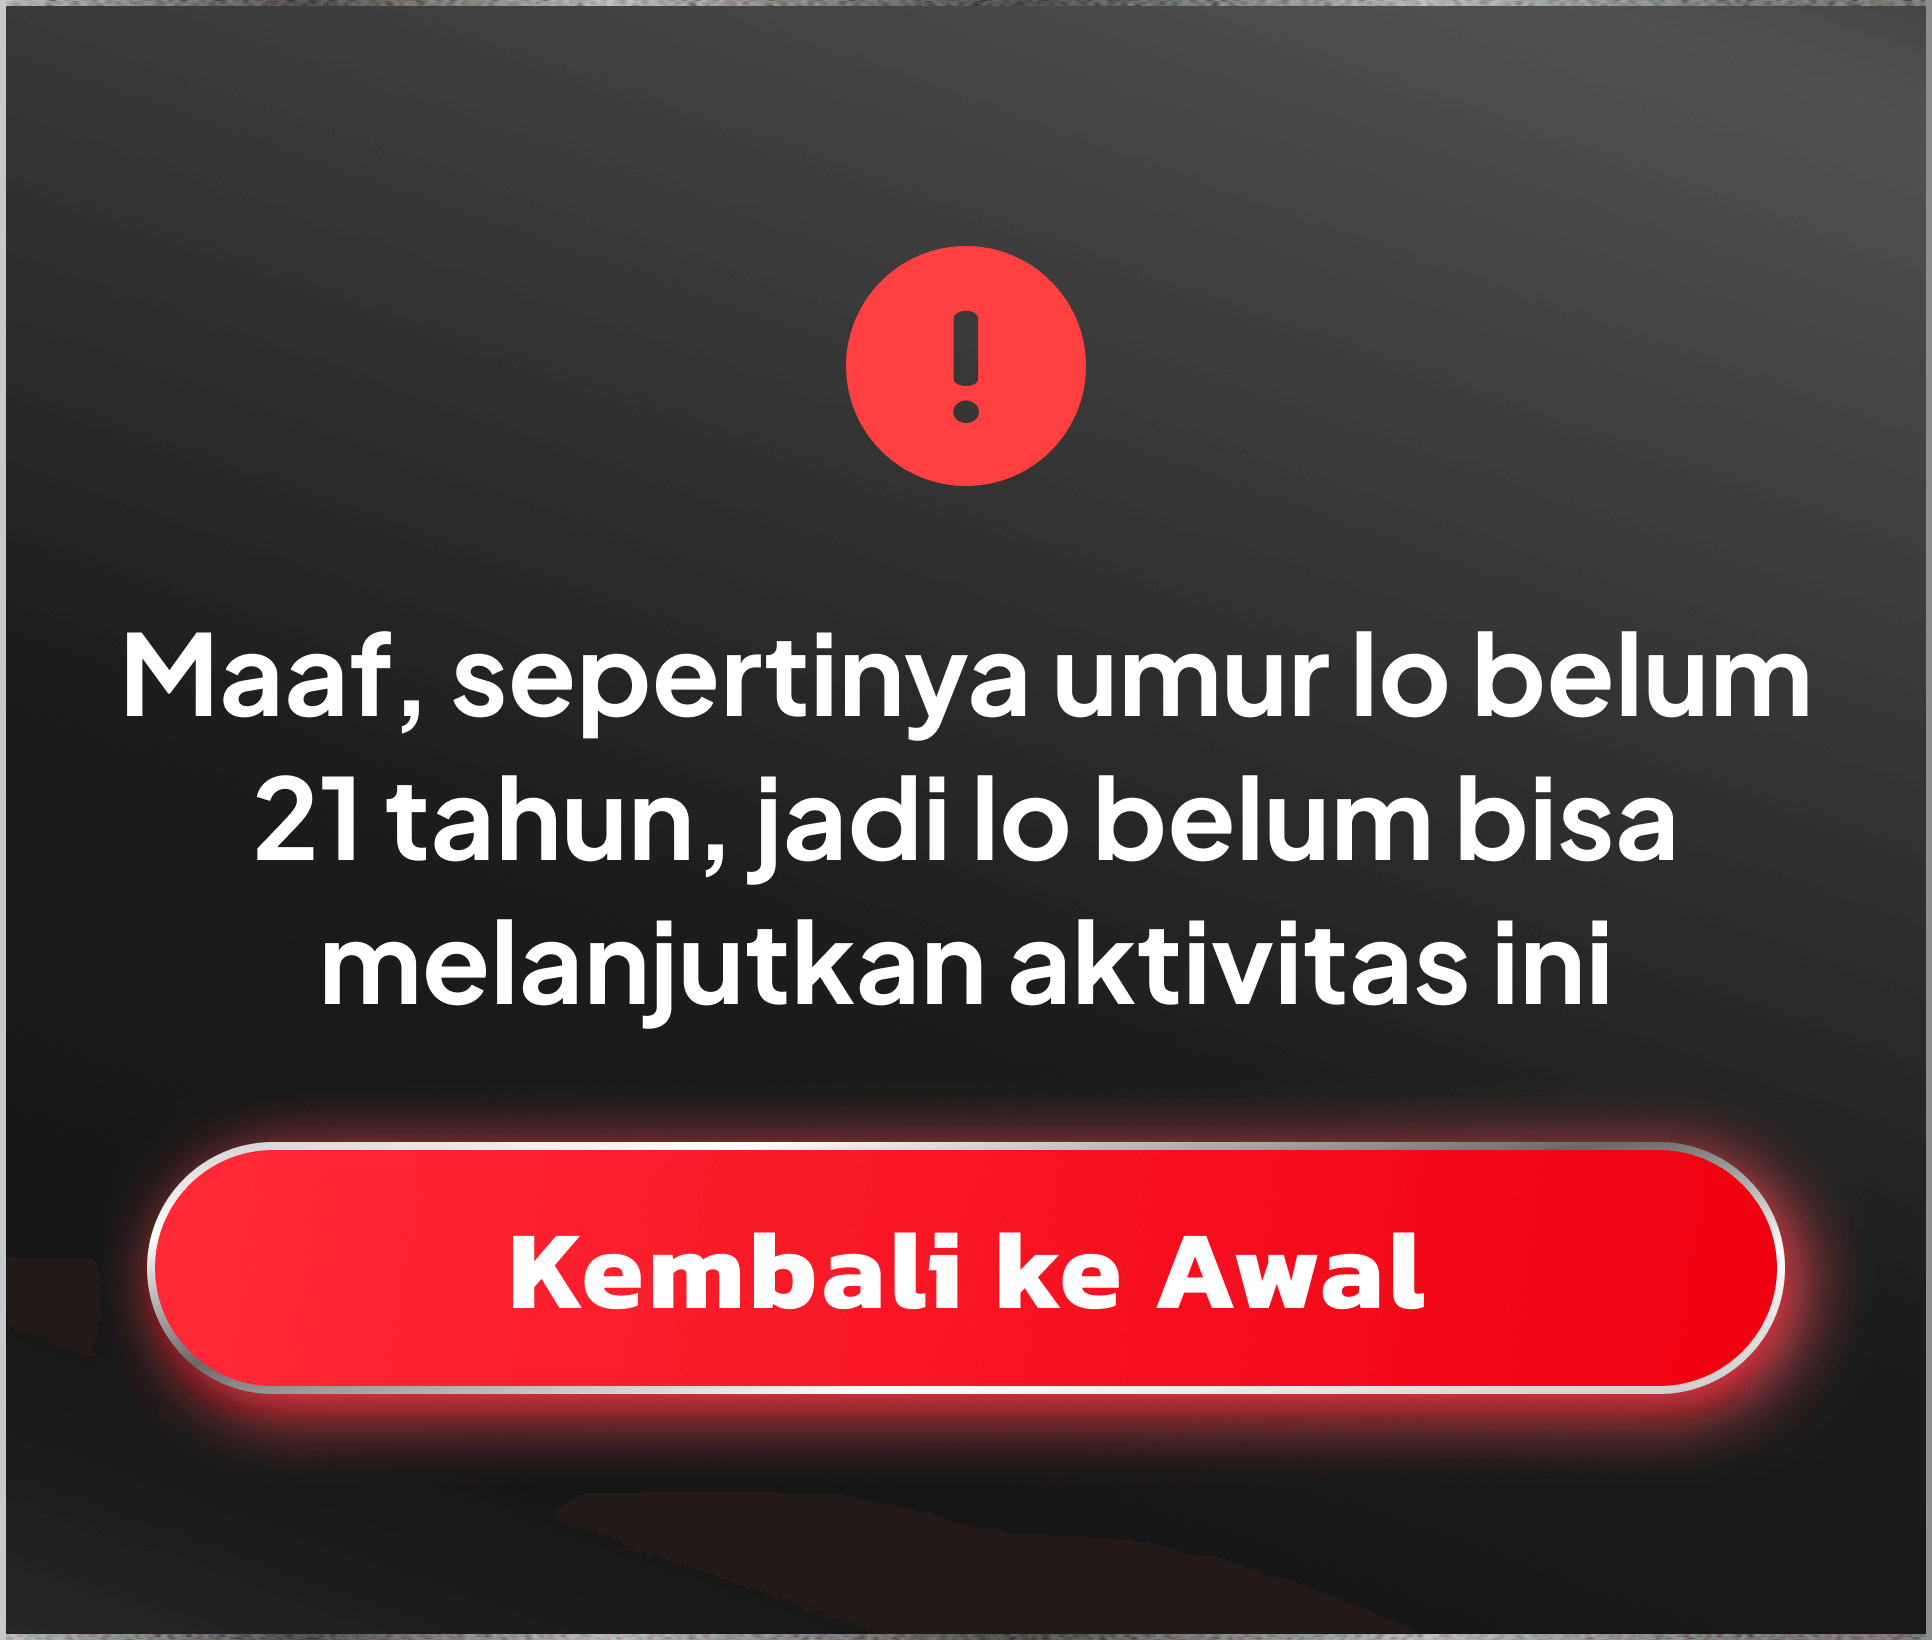 Maaf, sepertinya umur lo belum
21 tahun, jadi lo belum bisa
melanjutkan aktivitas ini
Kembali ke Awal